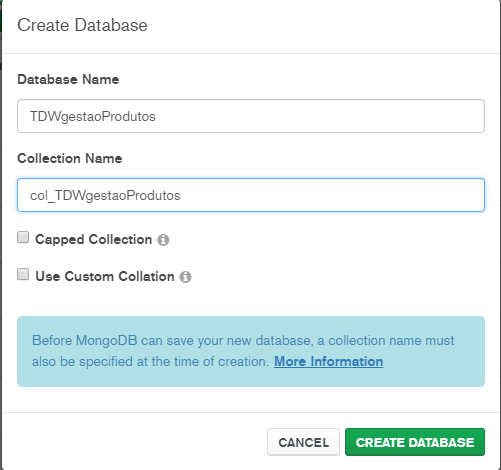 Create Database
Database Name
TDWgestaoProdutos
Collection Name
col_TDWgestaoProdutos
Capped Collection
Use Custom Collation
Before MongoDB can save your new database, a collection name must
also be specified at the time of creation. More Information
CANCEL
CREATE DATABASE